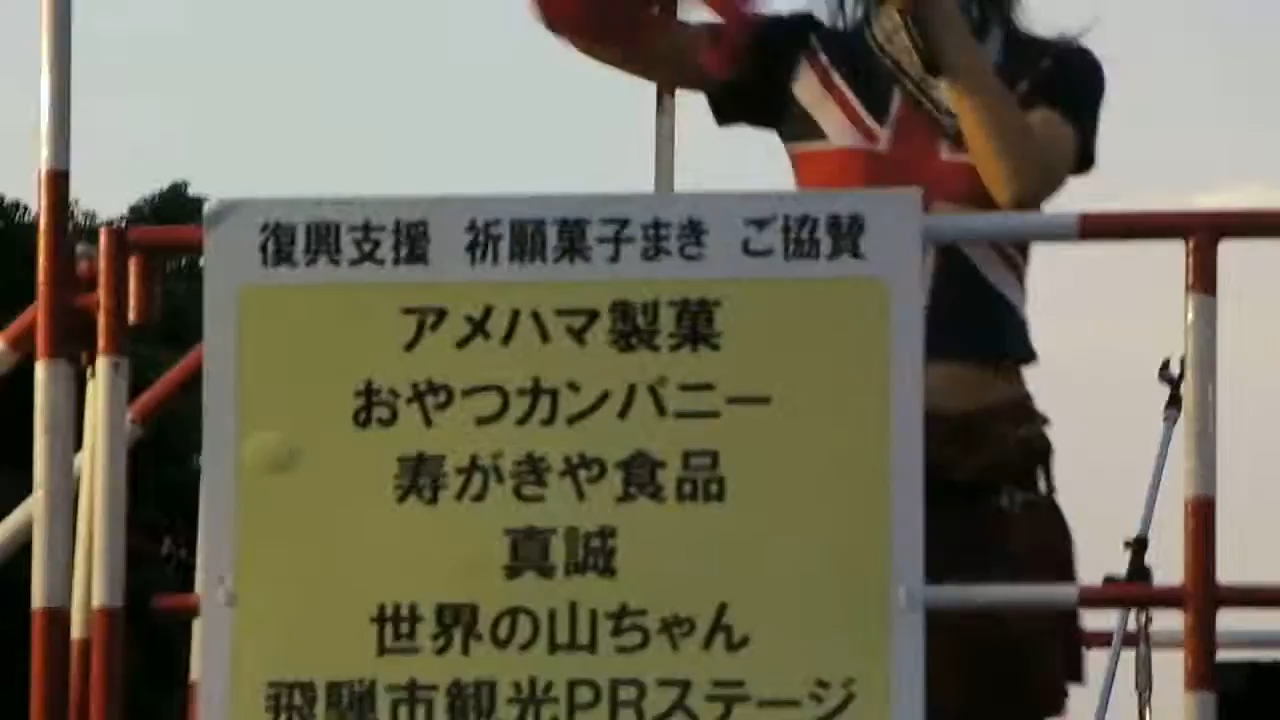 復興支援 祈願菓子まき ご協賛
アメハマ製菓
おやつカンパニー
寿がきや食品
真誠
世界の山ちゃん
飛騨市観光PRステージ